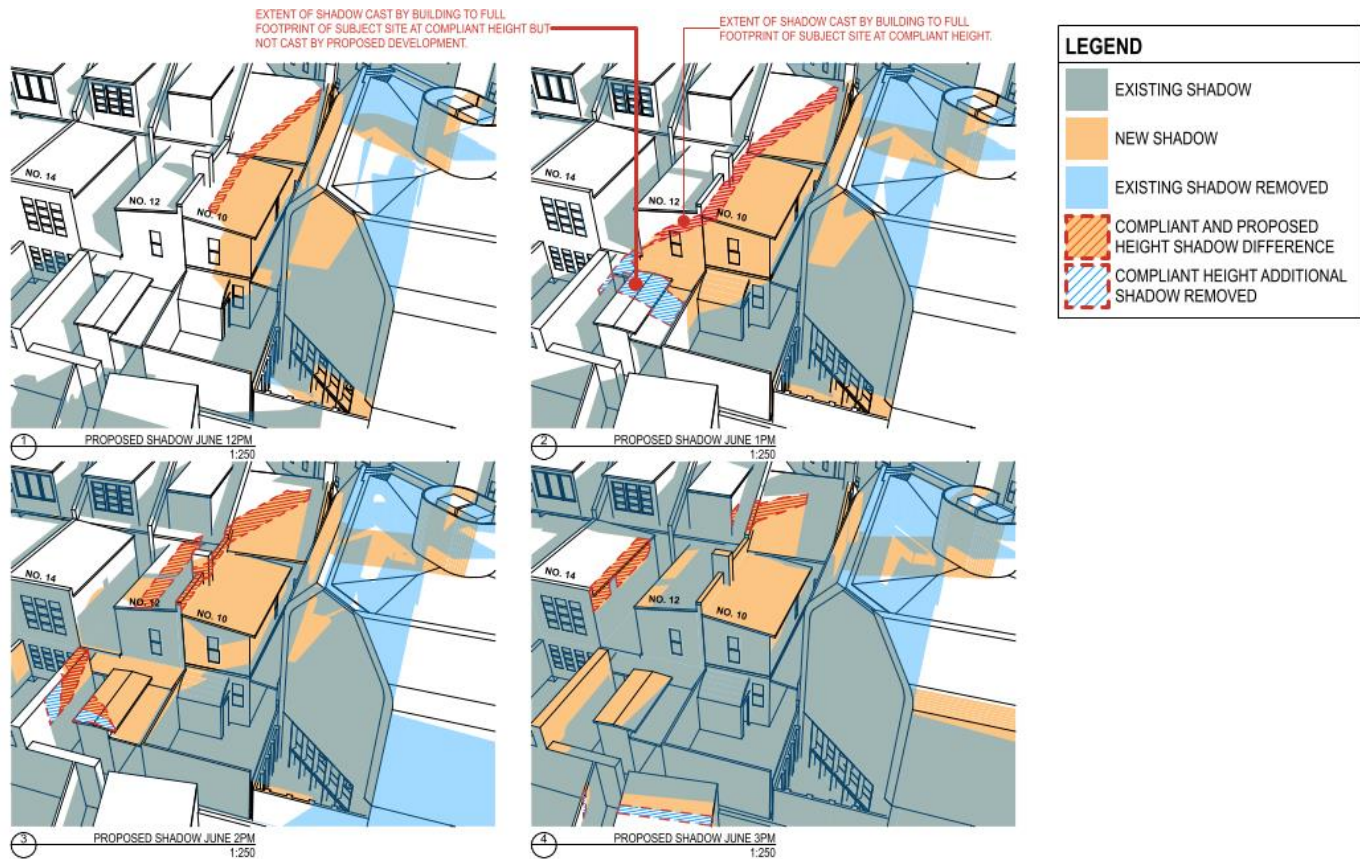 EXTENT OF SHADOW CAST BY BUILDING TO FULL
FOOTPRINT OF SUBJECT SITE AT COMPLIANT HEIGHT BUT
NOT CAST BY PROPOSED DEVELOPMENT.
EXTENT OF SHADOW CAST BY BUILDING TO FULL
FOOTPRINT OF SUBJECT SITE AT COMPLIANT HEIGHT.
LEGEND
EXISTING SHADOW
NEW SHADOW
EXISTING SHADOW REMOVED
COMPLIANT AND PROPOSED
HEIGHT SHADOW DIFFERENCE
COMPLIANT HEIGHT ADDITIONAL
SHADOW REMOVED
NO. 14
NO. 12
NO. 10
1 PROPOSED SHADOW JUNE 12PM
1:250
NO. 14
NO. 12
NO. 10
2 PROPOSED SHADOW JUNE 1PM
1:250
NO. 14
NO. 12
NO. 10
3 PROPOSED SHADOW JUNE 2PM
1:250
NO. 14
NO. 12
NO. 10
4 PROPOSED SHADOW JUNE 3PM
1:250